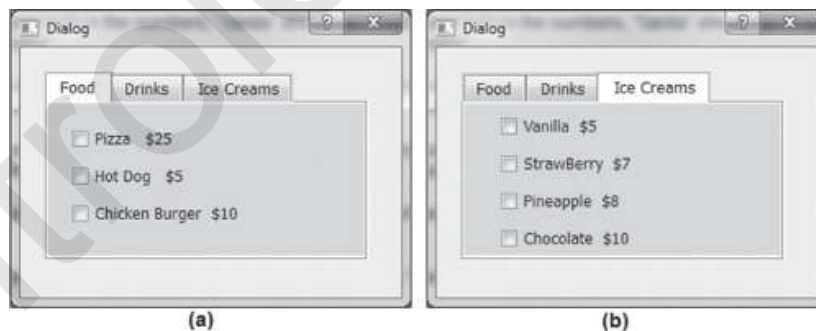 Dialog
Food Drinks Ice Creams
Pizza $25
Hot Dog $5
Chicken Burger $10
(a)
Dialog
Food Drinks Ice Creams
Vanilla $5
StrawBerry $7
Pineapple $8
Chocolate $10
(b)